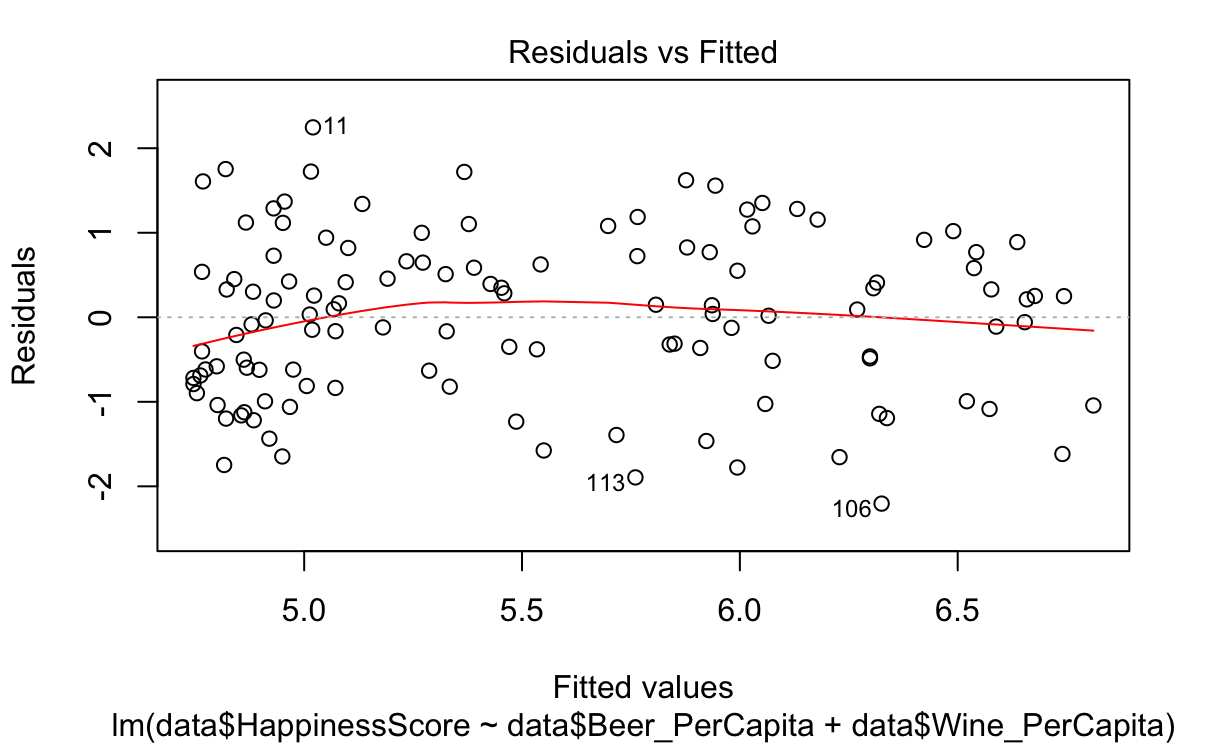 Residuals vs Fitted
Residuals
2
1
0
-1
-2
11
113
106
5.0 5.5 6.0 6.5
Fitted values
lm(data$HappinessScore ~ data$Beer_PerCapita + data$Wine_PerCapita)